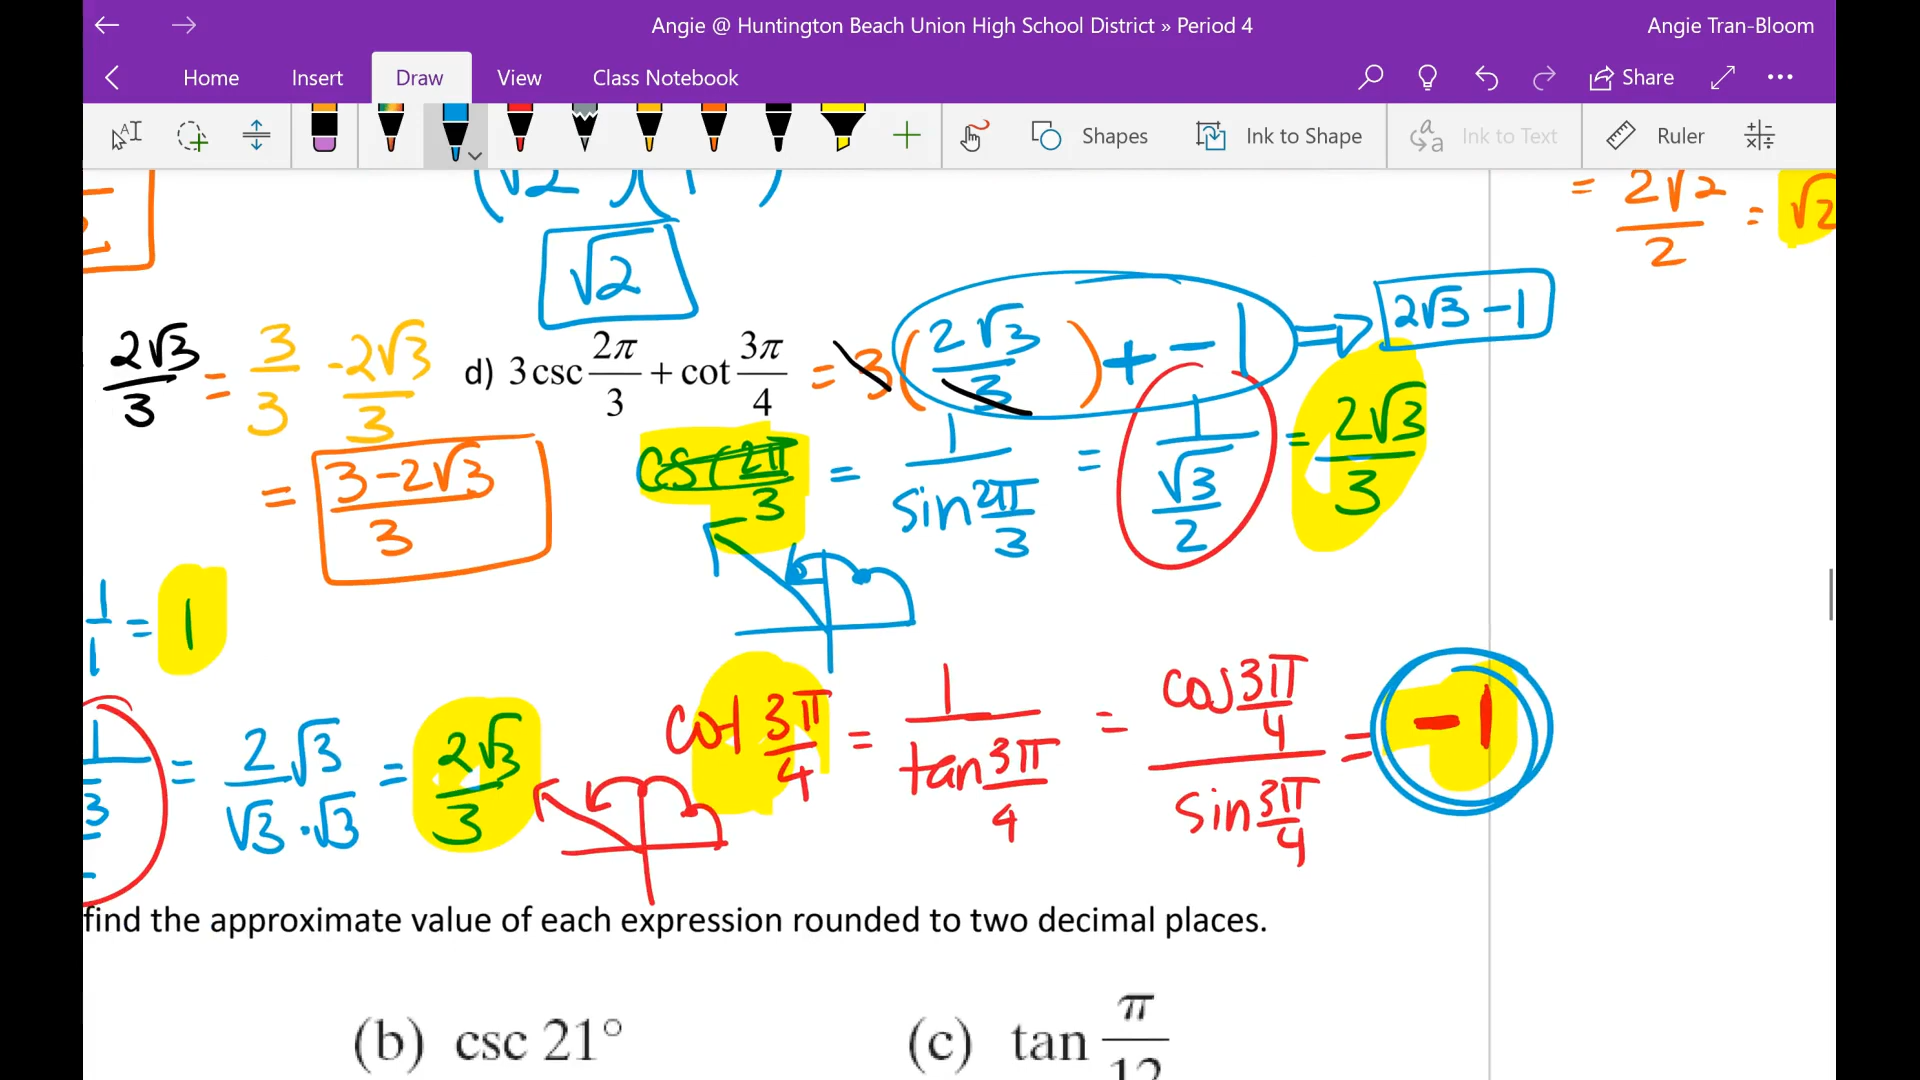 Angie @ Huntington Beach Union High School District » Period 4
Angie Tran-Bloom
Home Insert Draw View Class Notebook Share
Shapes Ink to Shape Ink to Text Ruler
(√2 )(1 )
= 2√2/2 = √2
√2
2√3/3 = 3/3 -2√3/3
= 3-2√3/3
d) 3 csc 2π/3 + cot 3π/4 = 3(2√3/3) + -1 ⇒ 2√3 -1
csc 2π/3 = 1/sin 2π/3 = 1/(√3/2) = 2√3/3
1/1 = 1
cot 3π/4 = 1/tan 3π/4 = cos 3π/4 / sin 3π/4 = -1
= 2√3/√3·√3 = 2√3/3
find the approximate value of each expression rounded to two decimal places.
(b) csc 21° (c) tan π/12